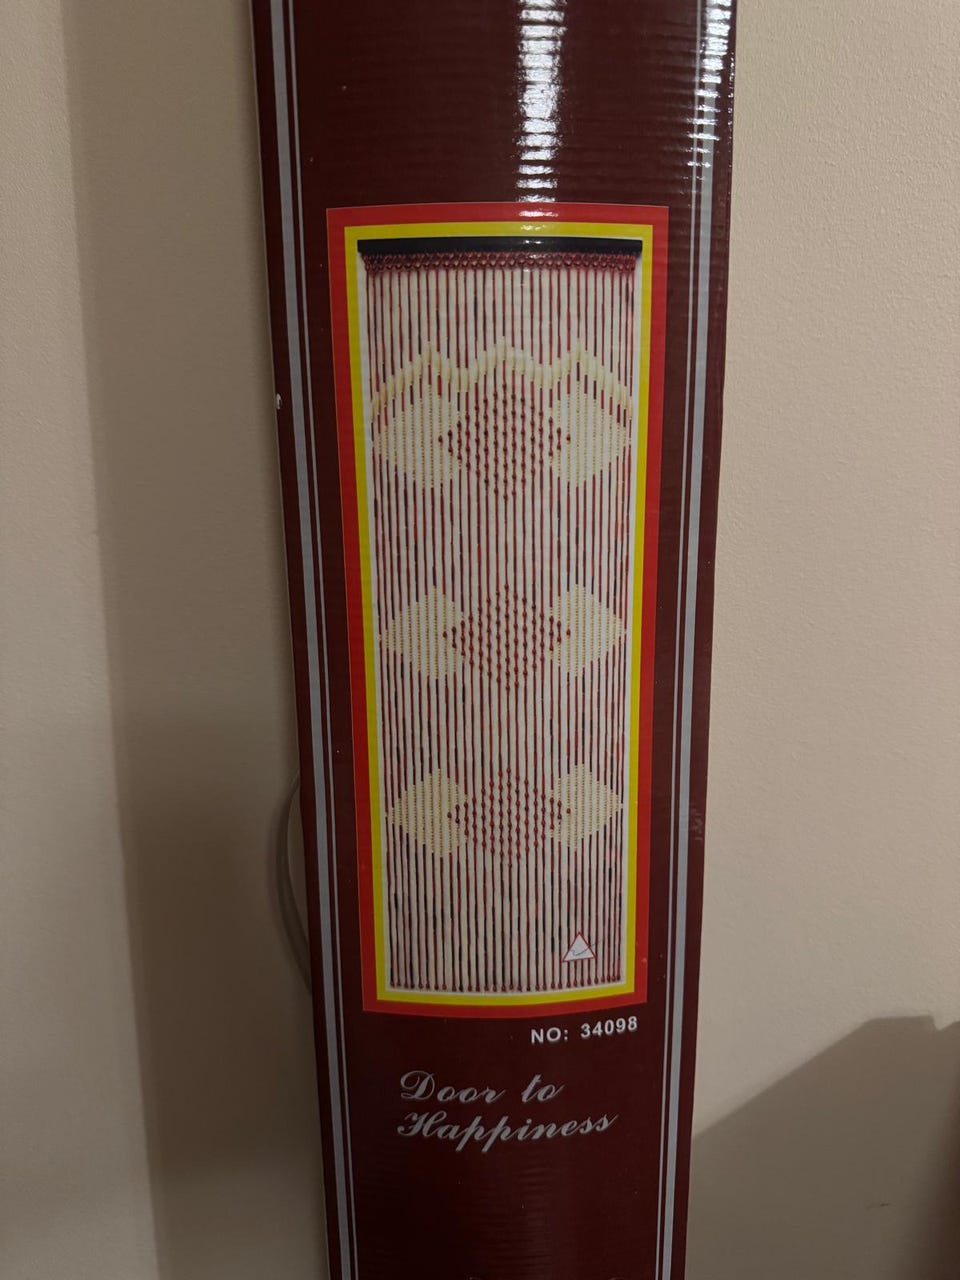 NO: 34098
Door to
Happiness